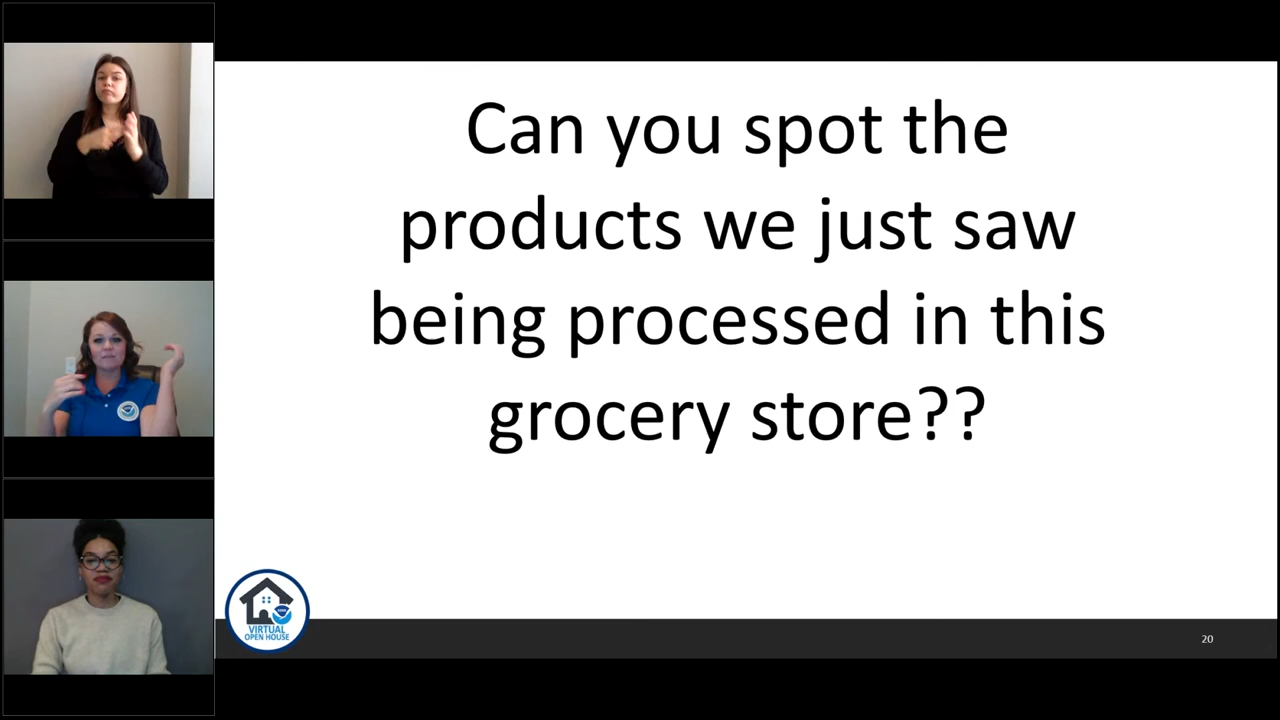 Can you spot the
products we just saw
being processed in this
grocery store??
VIRTUAL
OPEN HOUSE
20